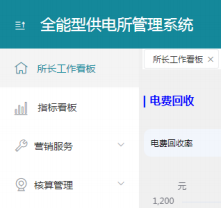 全能型供电所管理系统
所长工作看板
指标看板
营销服务
核算管理
所长工作看板 ×
电费回收
电费回收率
元
1,200